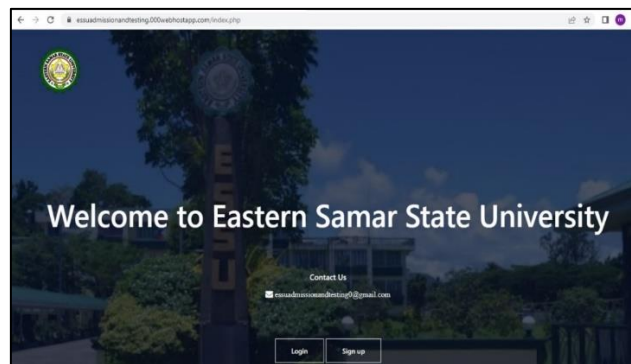 essuadmissionandtesting.000webhostapp.com/index.php
m
ESSU
Welcome to Eastern Samar State University
Contact Us
essuadmissionandtesting0@gmail.com
Login
Sign up